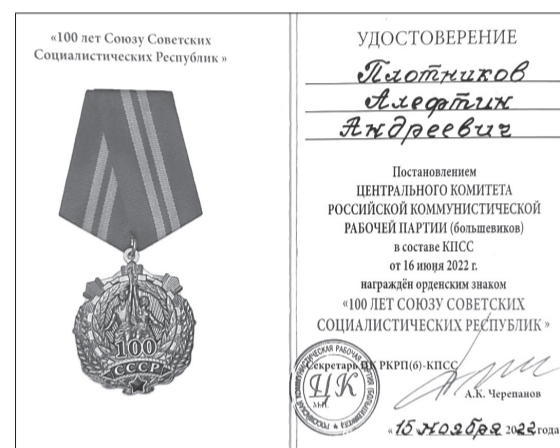 «100 лет Союзу Советских
Социалистических Республик »
100
СССР
УДОСТОВЕРЕНИЕ
Плотников
Алефтин
Андреевич
Постановлением
ЦЕНТРАЛЬНОГО КОМИТЕТА
РОССИЙСКОЙ КОММУНИСТИЧЕСКОЙ
РАБОЧЕЙ ПАРТИИ (большевиков)
в составе КПСС
от 16 июня 2022 г.
награждён орденским знаком
«100 ЛЕТ СОЮЗУ СОВЕТСКИХ
СОЦИАЛИСТИЧЕСКИХ РЕСПУБЛИК »
Секретарь ЦК РКРП(б)-КПСС
ЦК
М.П.
А.К. Черепанов
«15 ноября 2022 года